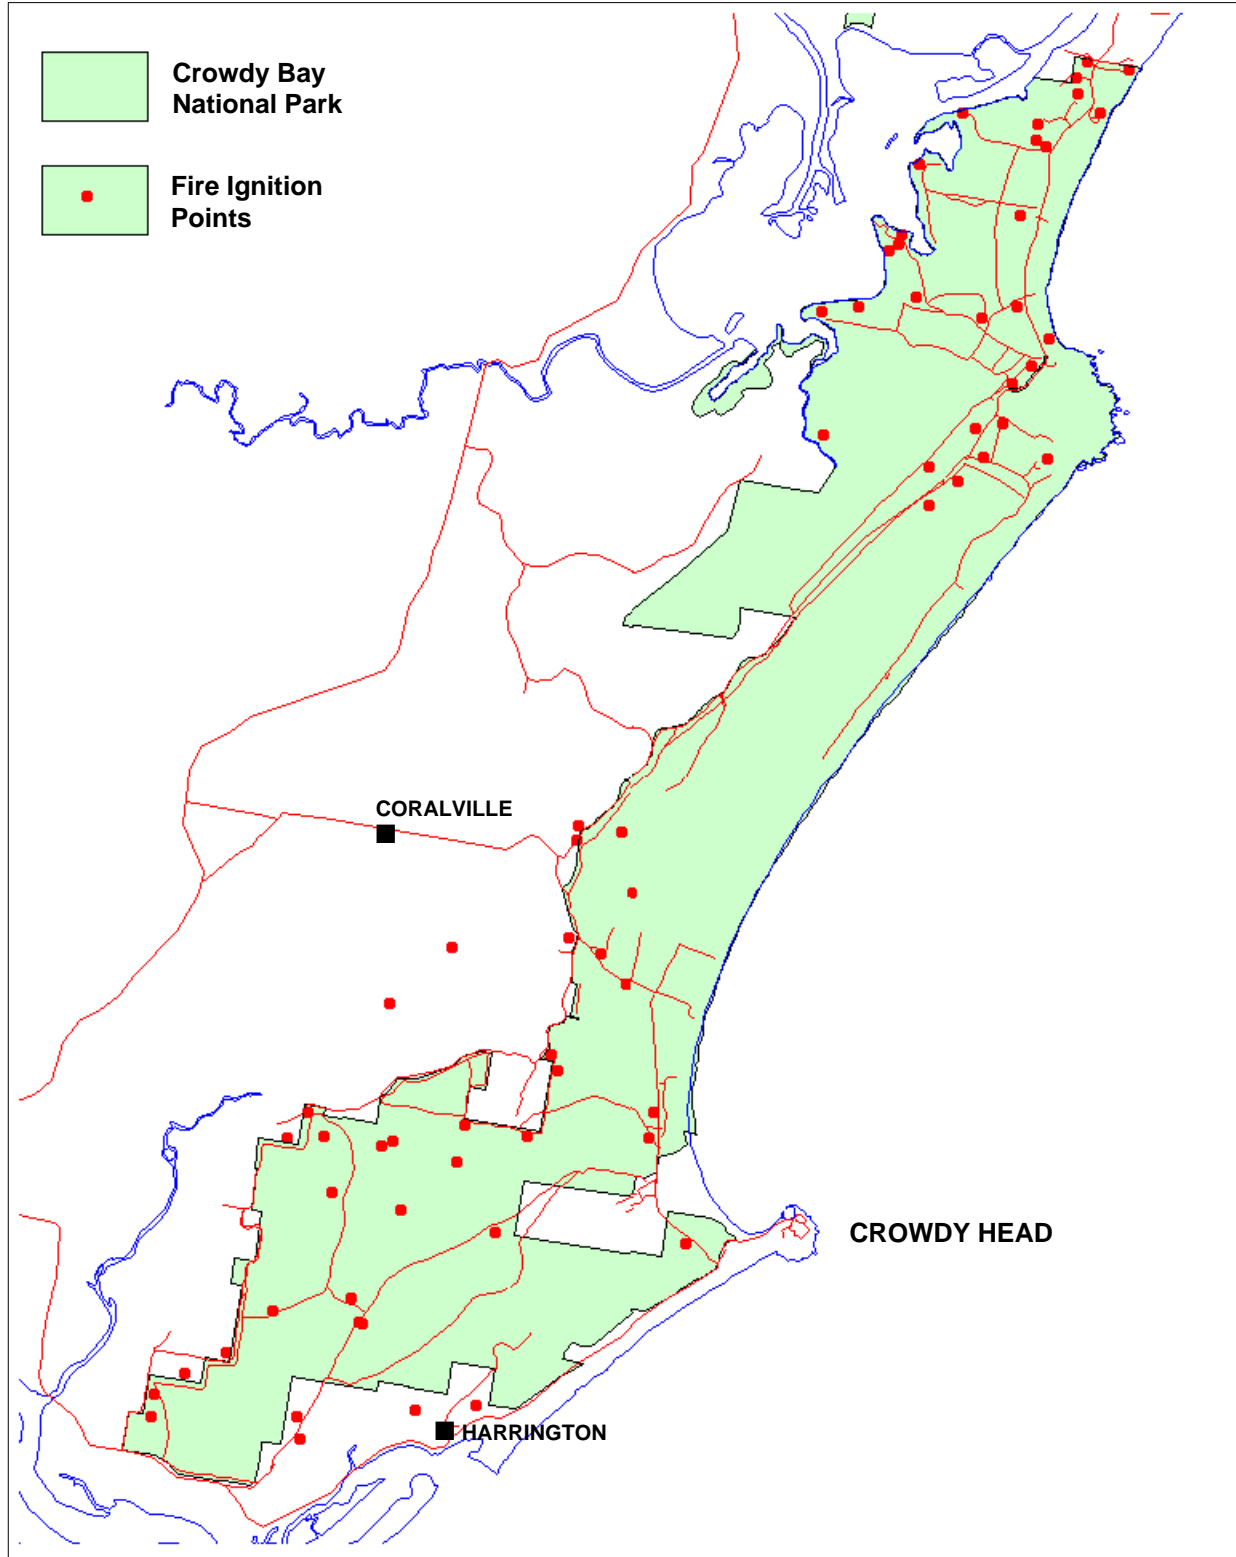 Crowdy Bay
National Park
Fire Ignition
Points
CORALVILLE
CROWDY HEAD
HARRINGTON